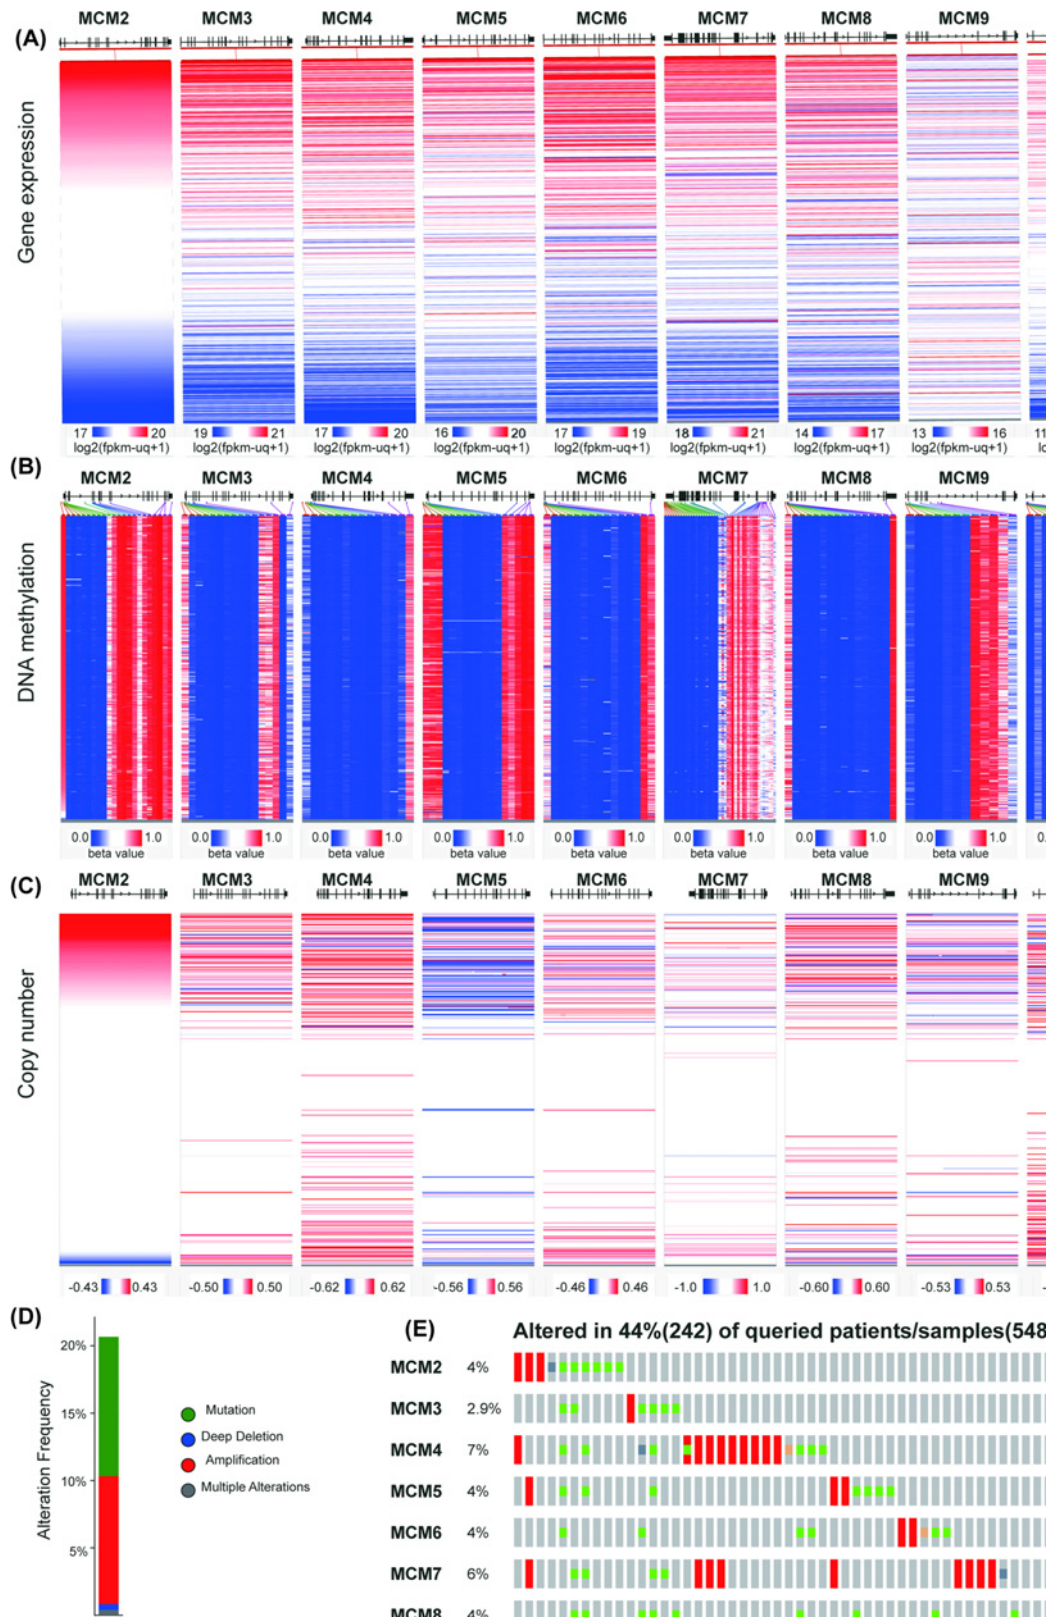 (A)
MCM2 MCM3 MCM4 MCM5 MCM6 MCM7 MCM8 MCM9
Gene expression
17 20 19 21 17 20 16 20 17 19 18 21 14 17 13 16 11
log2(fpkm-uq+1) log2(fpkm-uq+1) log2(fpkm-uq+1) log2(fpkm-uq+1) log2(fpkm-uq+1) log2(fpkm-uq+1) log2(fpkm-uq+1) log2(fpkm-uq+1) lo
(B)
MCM2 MCM3 MCM4 MCM5 MCM6 MCM7 MCM8 MCM9
DNA methylation
0.0 1.0 0.0 1.0 0.0 1.0 0.0 1.0 0.0 1.0 0.0 1.0 0.0 1.0 0.0 1.0 0.
beta value beta value beta value beta value beta value beta value beta value beta value
(C)
MCM2 MCM3 MCM4 MCM5 MCM6 MCM7 MCM8 MCM9
Copy number
-0.43 0.43 -0.50 0.50 -0.62 0.62 -0.56 0.56 -0.46 0.46 -1.0 1.0 -0.60 0.60 -0.53 0.53 -
(D)
Alteration Frequency
20%
15%
10%
5%
Mutation
Deep Deletion
Amplification
Multiple Alterations
(E) Altered in 44%(242) of queried patients/samples(548
MCM2 4%
MCM3 2.9%
MCM4 7%
MCM5 4%
MCM6 4%
MCM7 6%
MCM8 4%